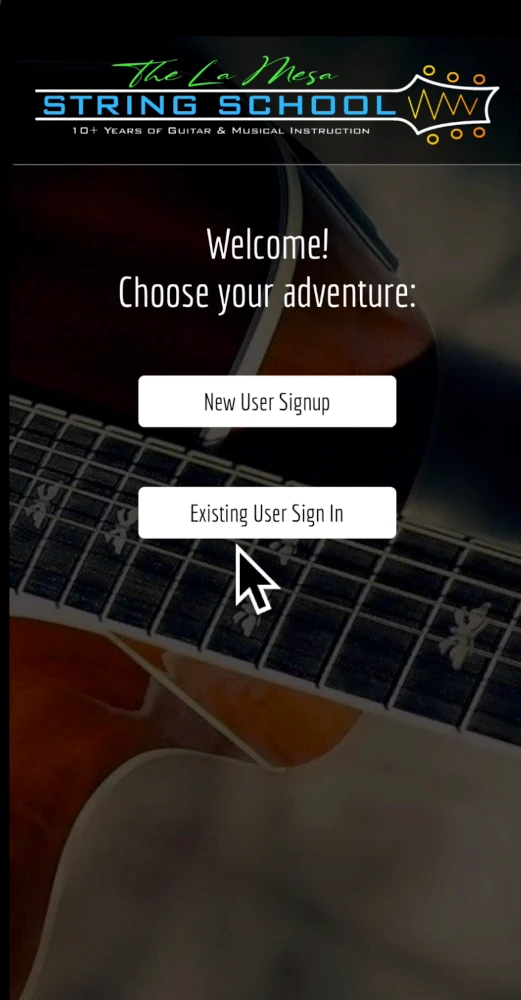 The La Mesa
STRING SCHOOL
10+ Years of Guitar & Musical Instruction
Welcome!
Choose your adventure:
New User Signup
Existing User Sign In